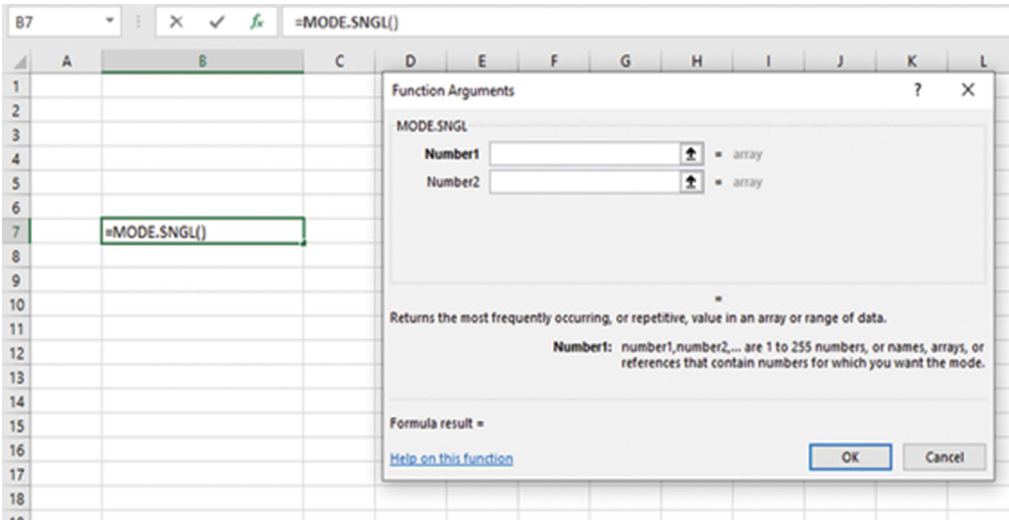 B7 fx =MODE.SNGL()
A B C D E F G H I J K L
1
2
3
4
5
6
7 =MODE.SNGL()
8
9
10
11
12
13
14
15
16
17
18
Function Arguments ? ×
MODE.SNGL
Number1 = array
Number2 = array
=
Returns the most frequently occurring, or repetitive, value in an array or range of data.
Number1: number1,number2,... are 1 to 255 numbers, or names, arrays, or
references that contain numbers for which you want the mode.
Formula result =
Help on this function OK Cancel